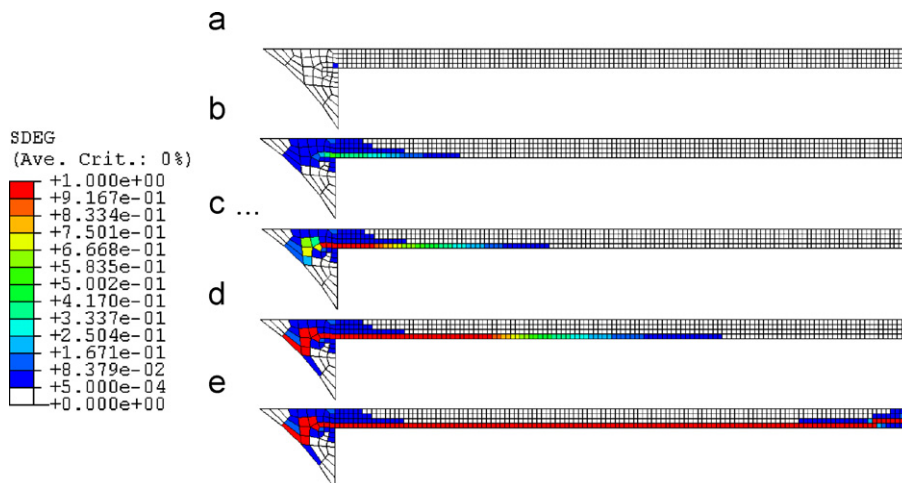 a
b
SDEG
(Ave. Crit.: 0%)
+1.000e+00
+9.167e-01
+8.334e-01
+7.501e-01
+6.668e-01
+5.835e-01
+5.002e-01
+4.170e-01
+3.337e-01
+2.504e-01
+1.671e-01
+8.379e-02
+5.000e-04
+0.000e+00
c ...
d
e